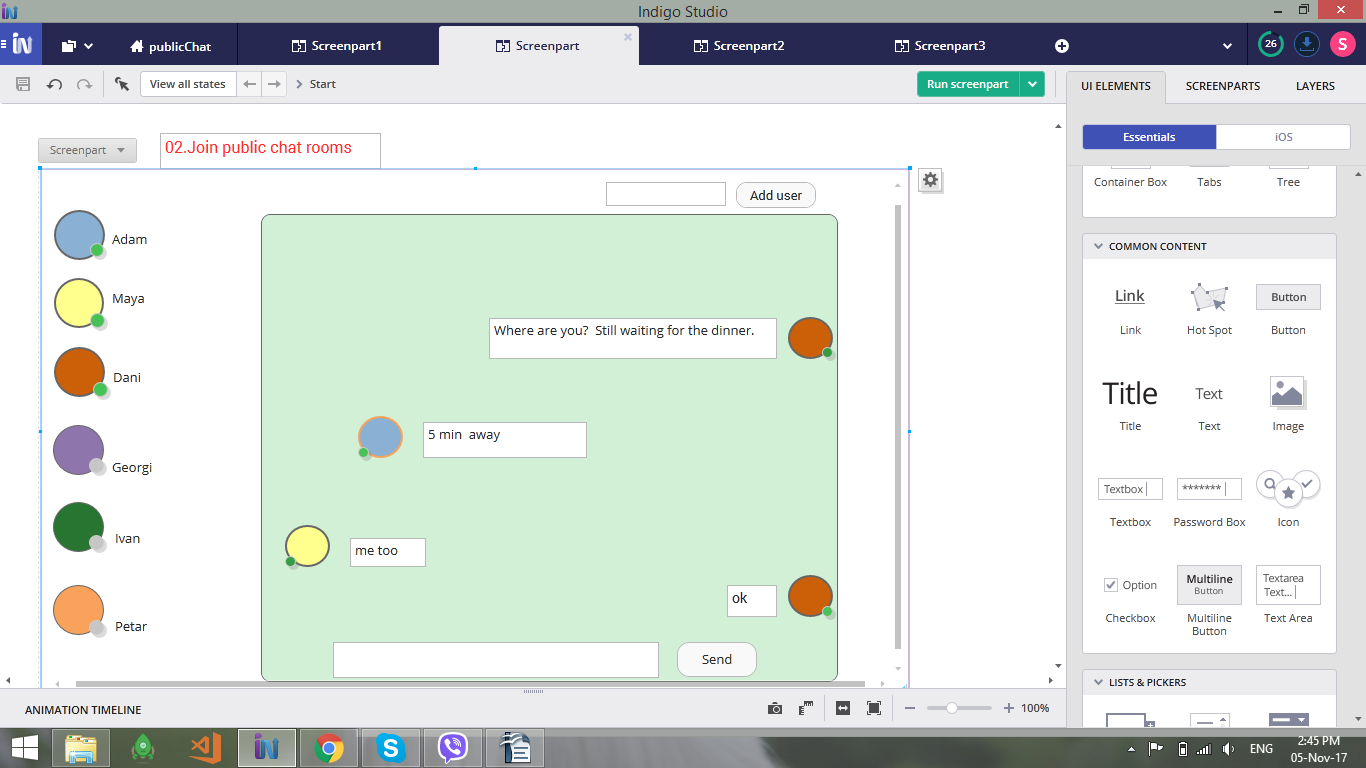 Indigo Studio
IN
publicChat
Screenpart1
Screenpart
Screenpart2
Screenpart3
26
S
View all states
Start
Run screenpart
UI ELEMENTS
SCREENPARTS
LAYERS
Essentials
iOS
Screenpart
02.Join public chat rooms
Add user
Adam
Maya
Dani
Georgi
Ivan
Petar
Where are you?  Still waiting for the dinner.
5 min  away
me too
ok
Send
Container Box
Tabs
Tree
COMMON CONTENT
Link
Button
Link
Hot Spot
Button
Title
Text
Title
Text
Image
Textbox
*******
Textbox
Password Box
Icon
Option
Multiline
Button
Textarea
Text...
Checkbox
Multiline
Button
Text Area
LISTS & PICKERS
ANIMATION TIMELINE
100%
ENG
2:45 PM
05-Nov-17